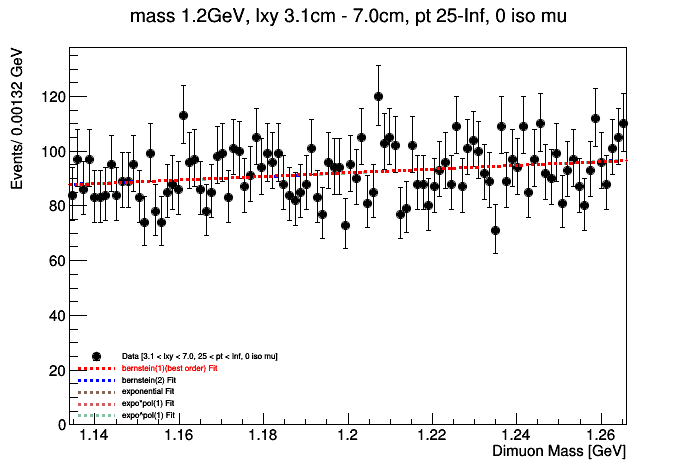 mass 1.2GeV, lxy 3.1cm - 7.0cm, pt 25-Inf, 0 iso mu
Events/ 0.00132 GeV
120
100
80
60
40
20
0
Data [3.1 < lxy < 7.0, 25 < pt < Inf, 0 iso mu]
bernstein(1)(best order) Fit
bernstein(2) Fit
exponential Fit
expo*pol(1) Fit
expo^pol(1) Fit
1.14 1.16 1.18 1.2 1.22 1.24 1.26
Dimuon Mass [GeV]